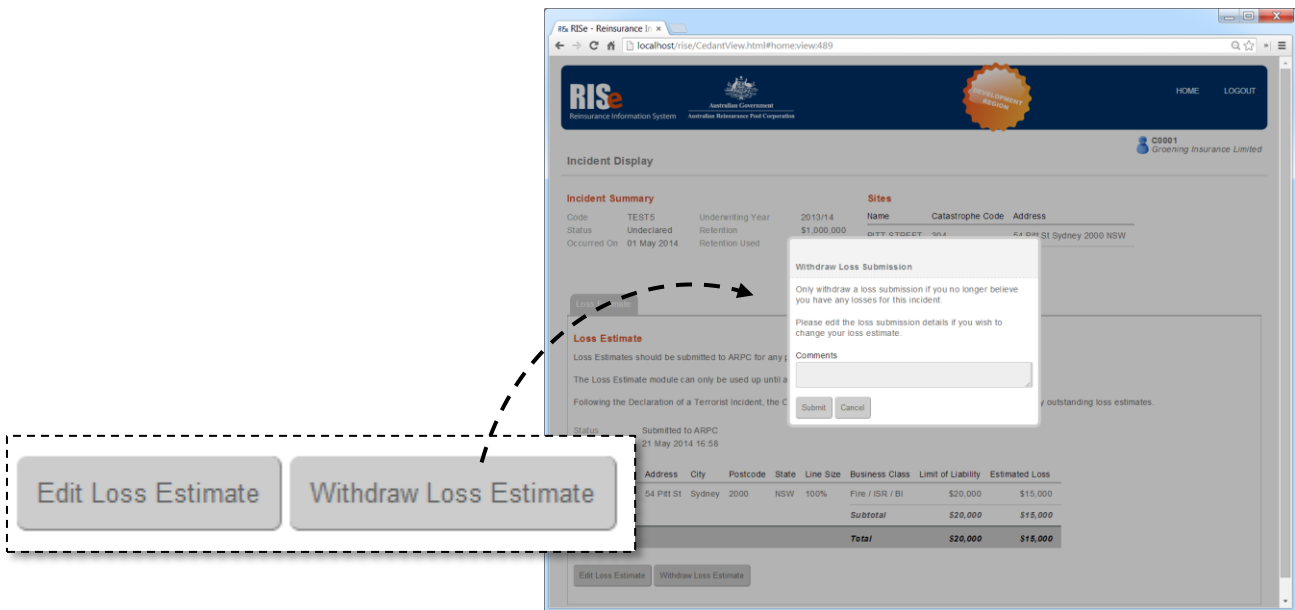 RISe - Reinsurance In ×
localhost/rise/CedantView.html#home:view:489
RISe
Reinsurance Information System
Australian Government
Australian Reinsurance Pool Corporation
DEVELOPMENT
REGION
HOME LOGOUT
C0001
Groening Insurance Limited
Incident Display
Incident Summary
Code TEST5 Underwriting Year 2013/14
Status Undeclared Retention $1,000,000
Occurred On 01 May 2014 Retention Used
Sites
Name Catastrophe Code Address
PITT STREET 304 54 Pitt St Sydney 2000 NSW
Withdraw Loss Submission
Only withdraw a loss submission if you no longer believe
you have any losses for this incident.
Please edit the loss submission details if you wish to
change your loss estimate.
Comments
Submit Cancel
Loss Estimate
Loss Estimate
Loss Estimates should be submitted to ARPC for any
The Loss Estimate module can only be used up until
Following the Declaration of a Terrorist Incident, the
y outstanding loss estimates.
Status Submitted to ARPC
21 May 2014 16:58
Address City Postcode State Line Size Business Class Limit of Liability Estimated Loss
54 Pitt St Sydney 2000 NSW 100% Fire / ISR / BI $20,000 $15,000
Subtotal $20,000 $15,000
Total $20,000 $15,000
Edit Loss Estimate Withdraw Loss Estimate
Edit Loss Estimate Withdraw Loss Estimate